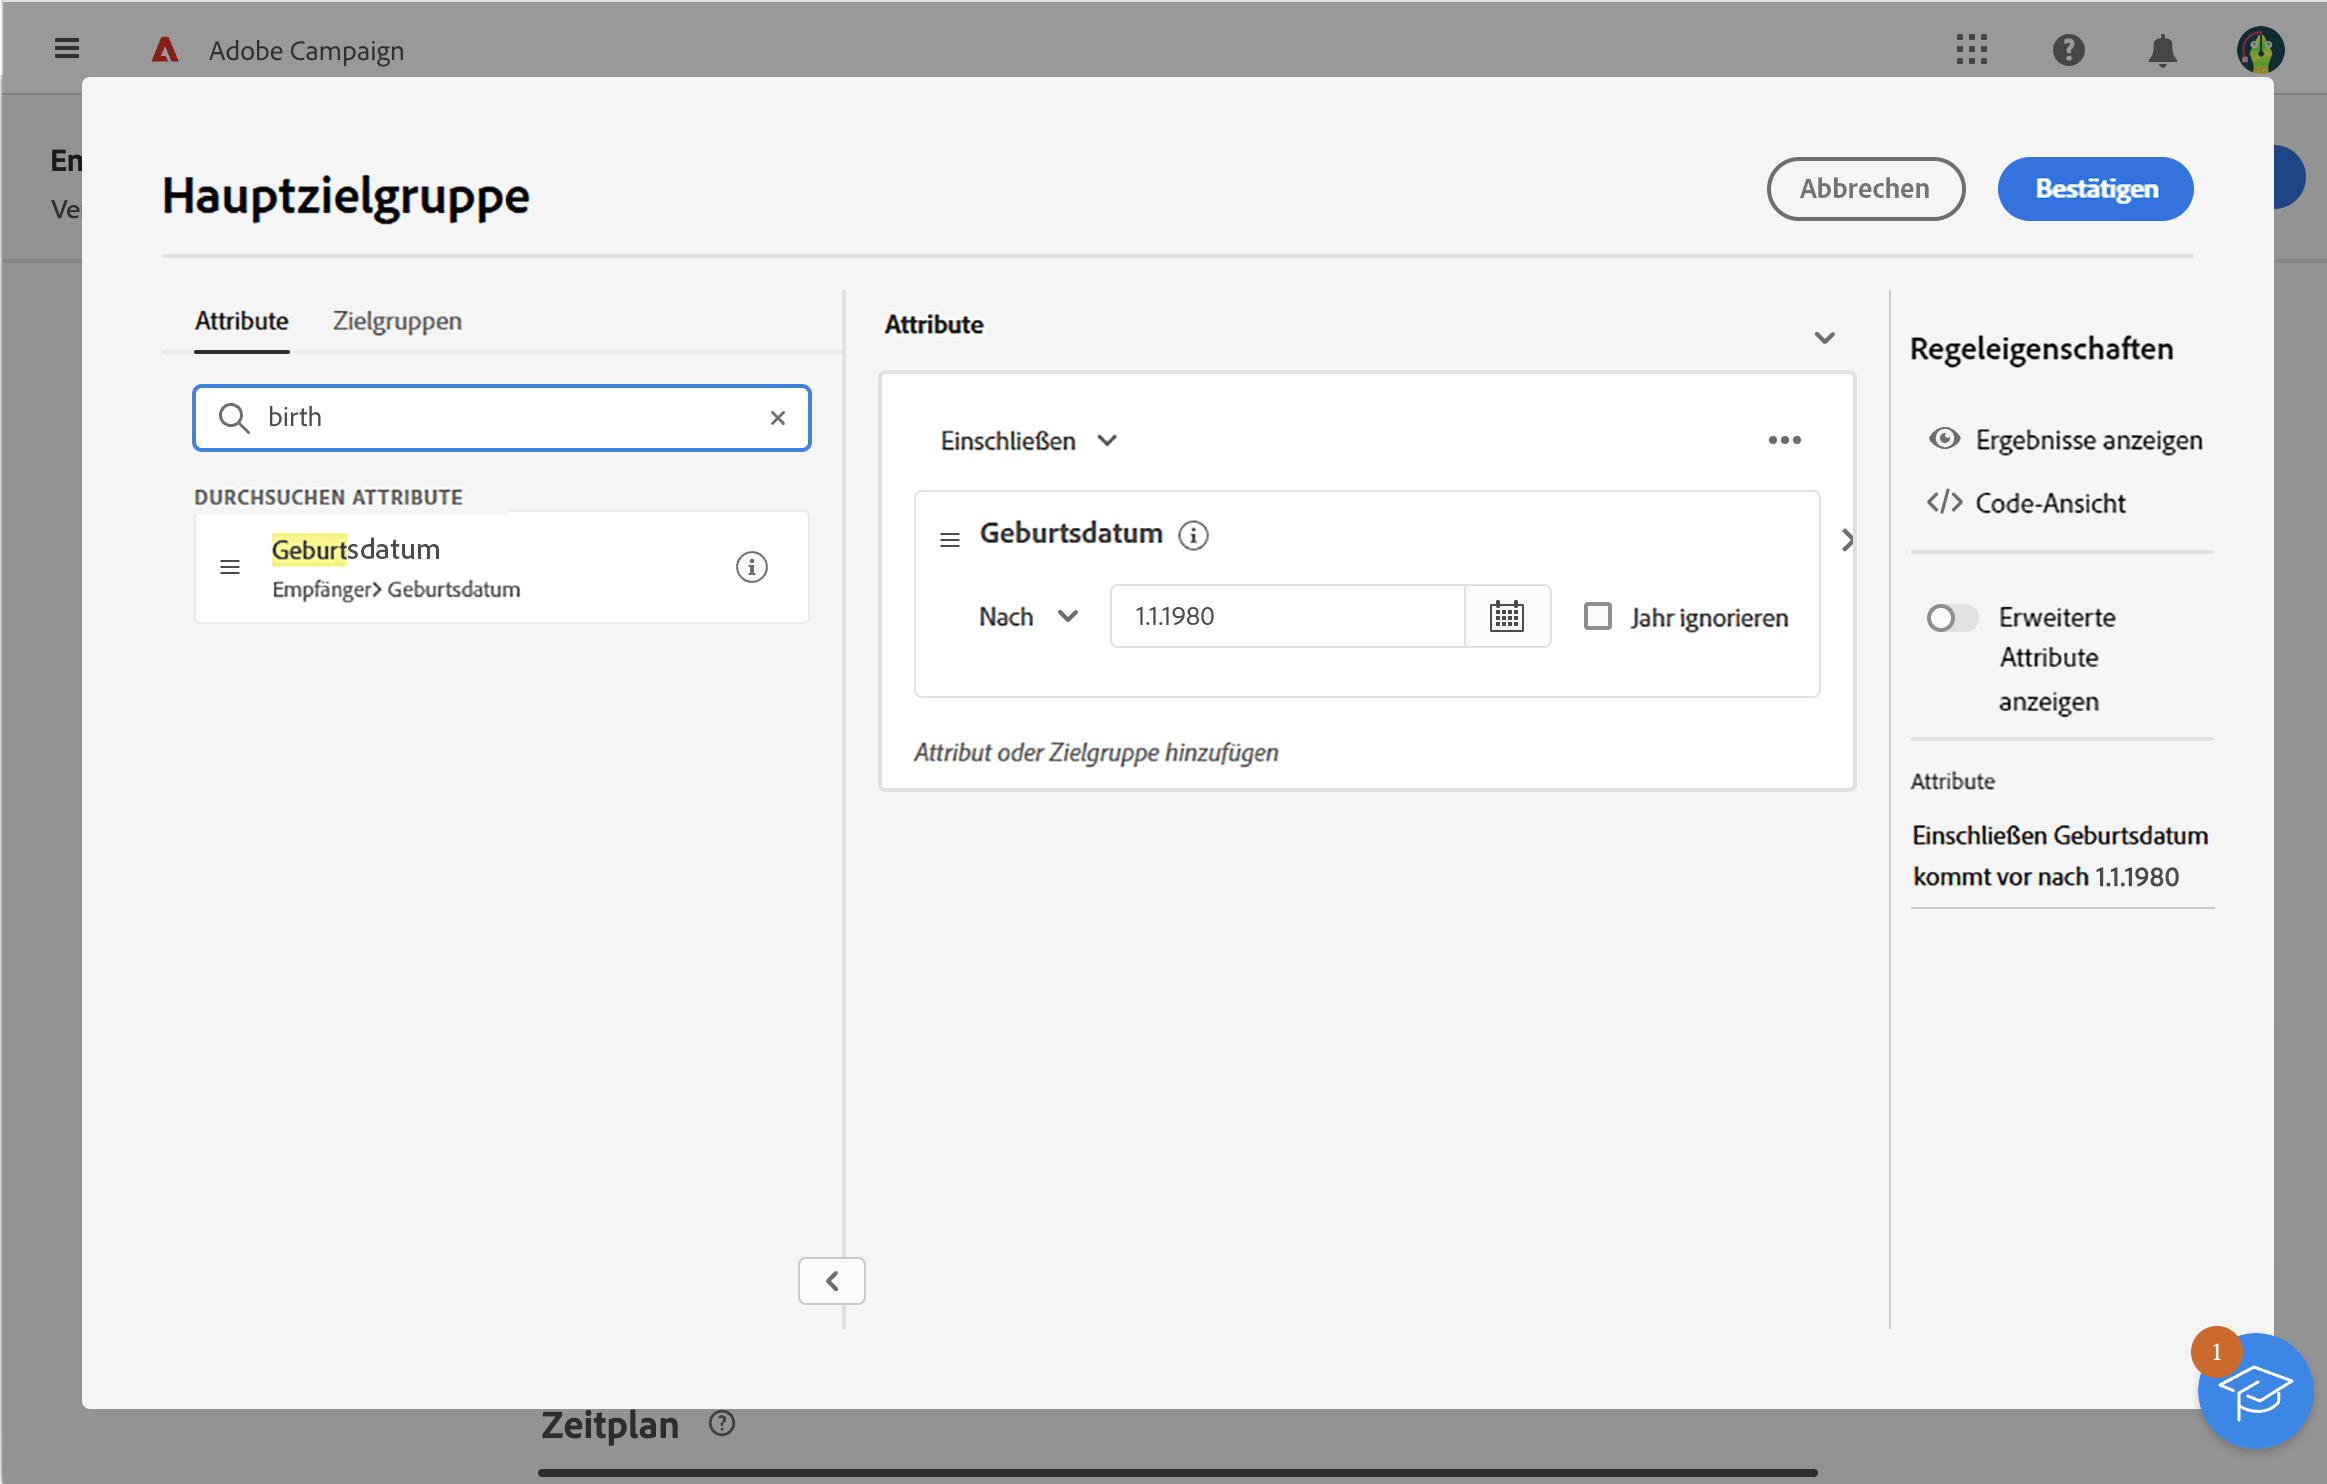 Adobe Campaign
Hauptzielgruppe
Abbrechen
Bestätigen
Attribute
Zielgruppen
birth
DURCHSUCHEN ATTRIBUTE
Geburtsdatum
Empfänger> Geburtsdatum
Attribute
Einschließen
Geburtsdatum
Nach
1.1.1980
Jahr ignorieren
Attribut oder Zielgruppe hinzufügen
Regeleigenschaften
Ergebnisse anzeigen
Code-Ansicht
Erweiterte
Attribute
anzeigen
Attribute
Einschließen Geburtsdatum
kommt vor nach 1.1.1980
1
Zeitplan